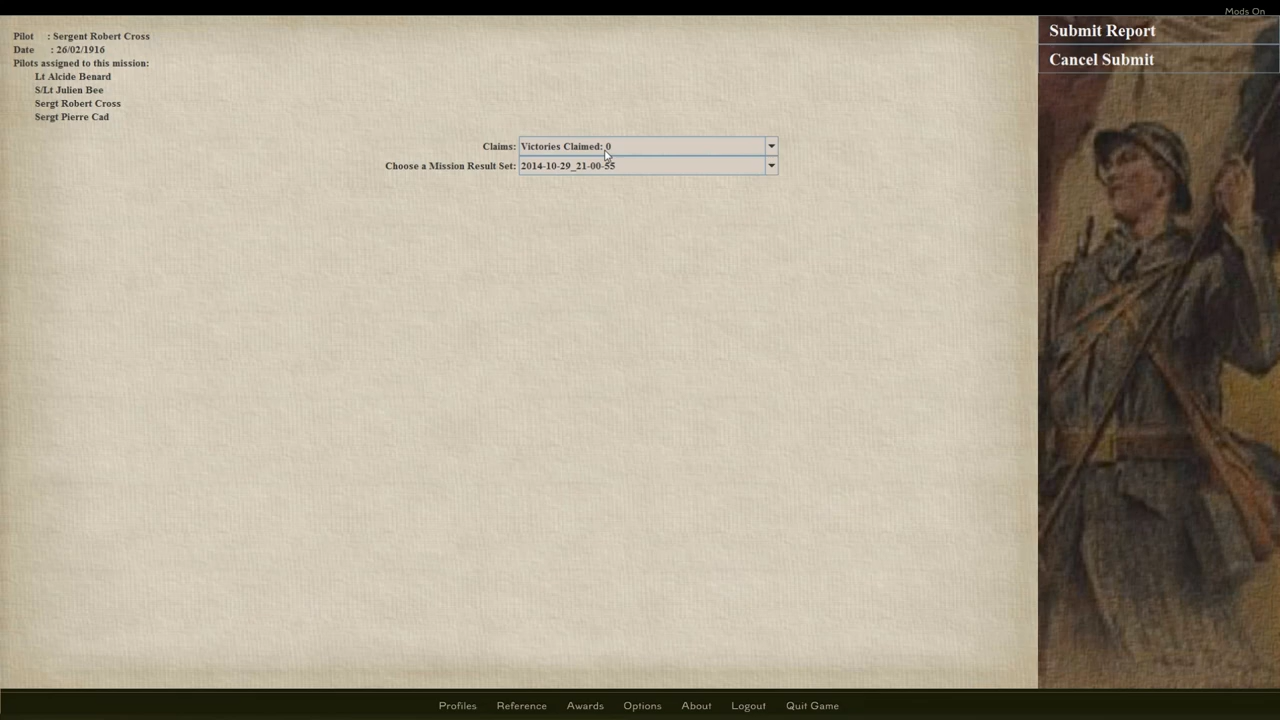 Mods On
Pilot : Sergent Robert Cross
Date : 26/02/1916
Pilots assigned to this mission:
Lt Alcide Benard
S/Lt Julien Bee
Sergt Robert Cross
Sergt Pierre Cad
Claims: Victories Claimed: 0
Choose a Mission Result Set: 2014-10-29_21-00-55
Submit Report
Cancel Submit
Profiles Reference Awards Options About Logout Quit Game